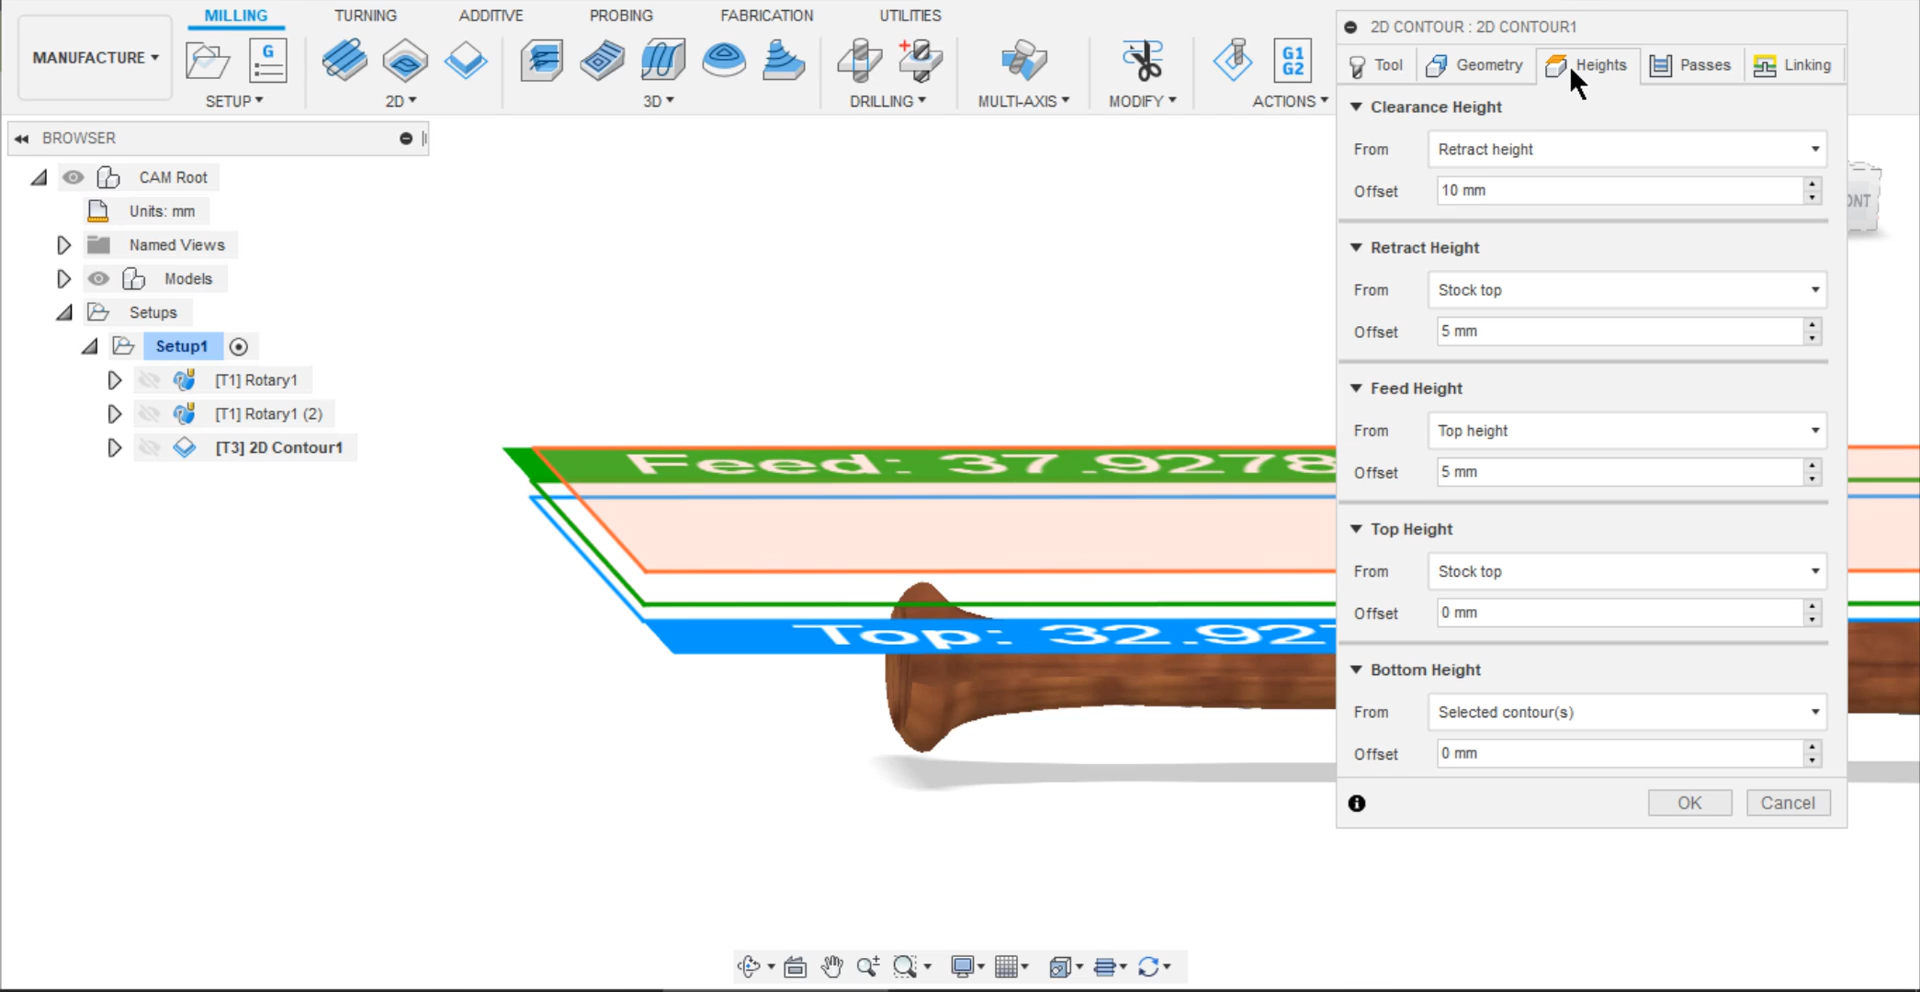 MILLING TURNING ADDITIVE PROBING FABRICATION UTILITIES
MANUFACTURE
G
G1
G2
SETUP 2D 3D DRILLING MULTI-AXIS MODIFY ACTIONS
BROWSER
CAM Root
Units: mm
Named Views
Models
Setups
Setup1
[T1] Rotary1
[T1] Rotary1 (2)
[T3] 2D Contour1
Feed: 37.9278
Top: 32.927
2D CONTOUR : 2D CONTOUR1
Tool Geometry Heights Passes Linking
Clearance Height
From Retract height
Offset 10 mm
Retract Height
From Stock top
Offset 5 mm
Feed Height
From Top height
Offset 5 mm
Top Height
From Stock top
Offset 0 mm
Bottom Height
From Selected contour(s)
Offset 0 mm
OK Cancel